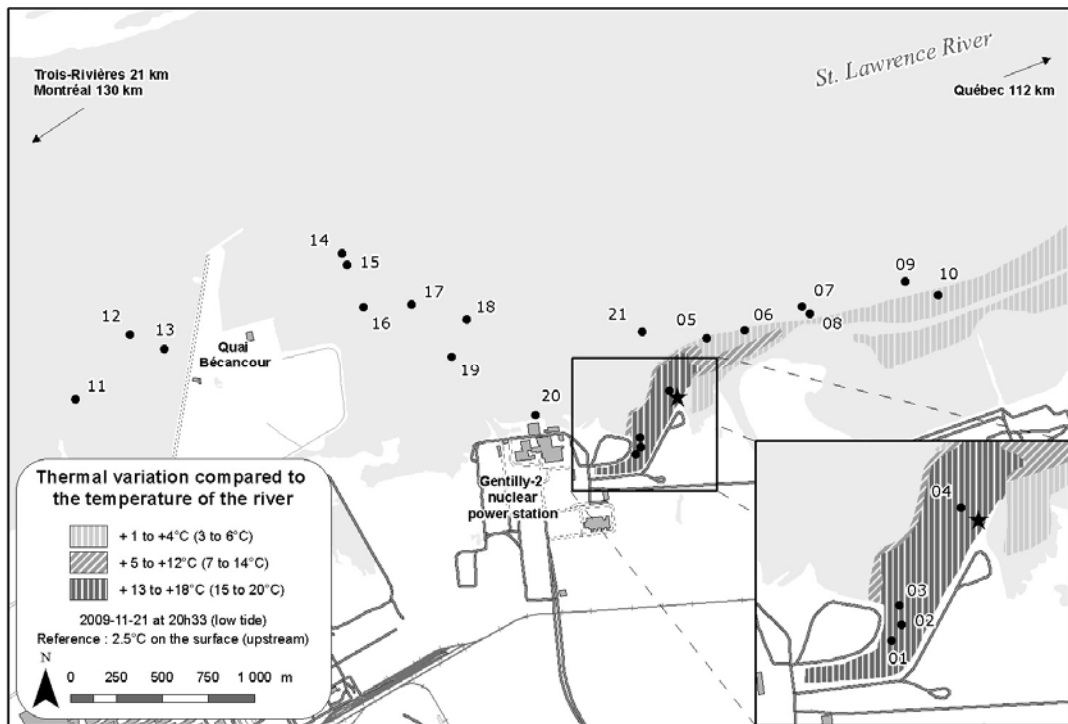 St. Lawrence River
Trois-Rivières 21 km
Montréal 130 km
Québec 112 km
14
15
09
10
07
08
17
16
18
12
13
21
05
06
Quai
Bécancour
19
11
20
Gentilly-2
nuclear
power station
04
03
02
01
Thermal variation compared to
the temperature of the river
+ 1 to +4°C (3 to 6°C)
+ 5 to +12°C (7 to 14°C)
+ 13 to +18°C (15 to 20°C)
2009-11-21 at 20h33 (low tide)
Reference : 2.5°C on the surface (upstream)
N
0 250 500 750 1 000 m